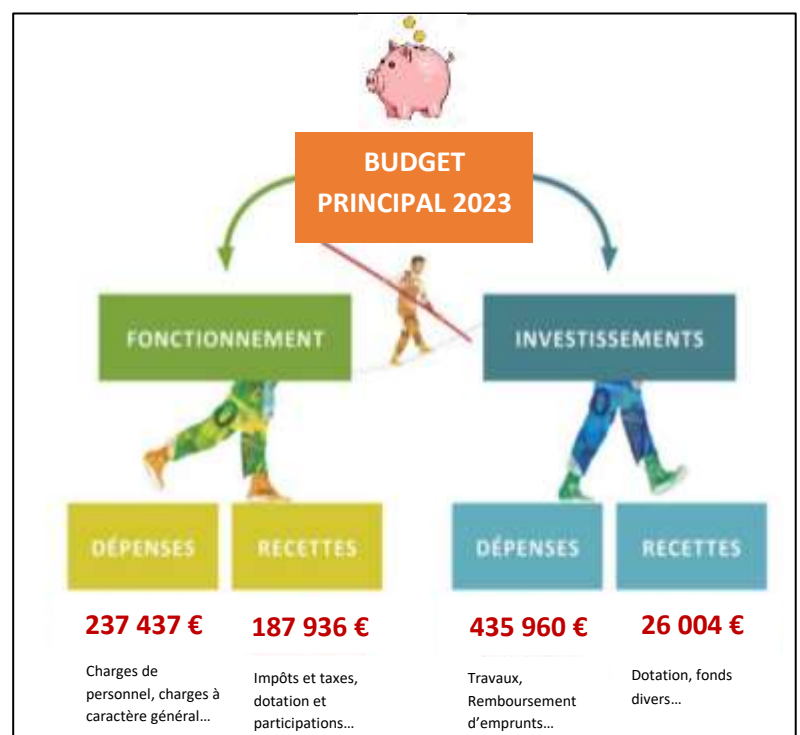 BUDGET
PRINCIPAL 2023
FONCTIONNEMENT
INVESTISSEMENTS
DÉPENSES
RECETTES
DÉPENSES
RECETTES
237 437 €
187 936 €
435 960 €
26 004 €
Charges de
personnel, charges à
caractère général…
Impôts et taxes,
dotation et
participations…
Travaux,
Remboursement
d’emprunts…
Dotation, fonds
divers…